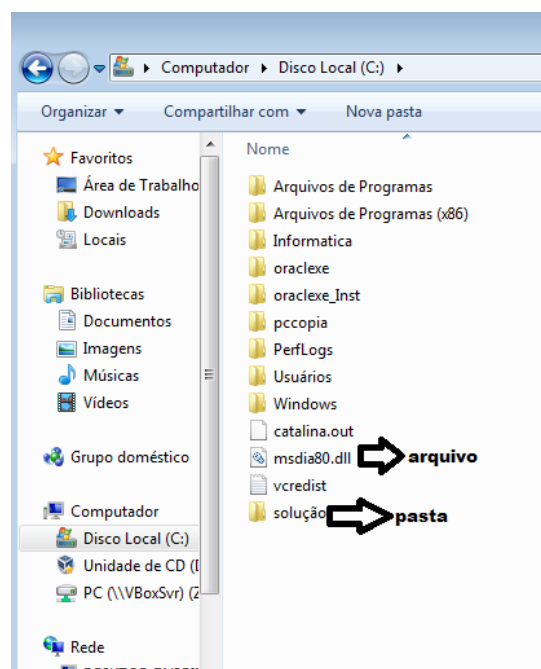 Computador Disco Local (C:)
Organizar Compartilhar com Nova pasta
Favoritos
Área de Trabalho
Downloads
Locais
Bibliotecas
Documentos
Imagens
Músicas
Vídeos
Grupo doméstico
Computador
Disco Local (C:)
Unidade de CD (
PC (\\VBoxSvr) (Z
Rede
Nome
Arquivos de Programas
Arquivos de Programas (x86)
Informatica
oraclexe
oraclexe_Inst
pccopia
PerfLogs
Usuários
Windows
catalina.out
msdia80.dll arquivo
vcredist
solução pasta